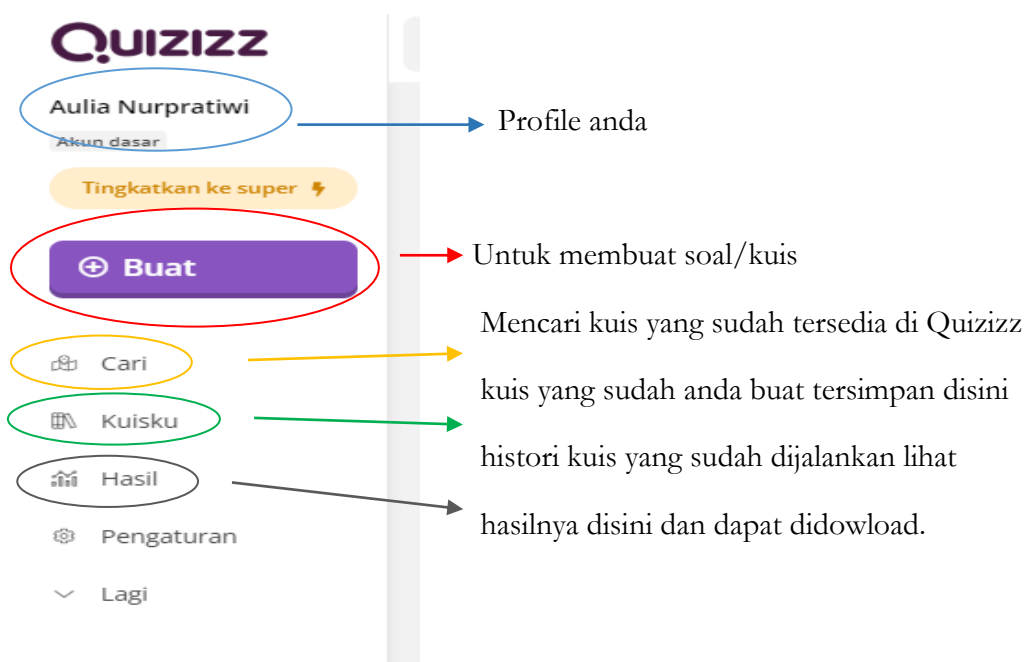 QUIZIZZ
Aulia Nurpratiwi
Profile anda
Akun dasar
Tingkatkan ke super
Buat
Untuk membuat soal/kuis
Mencari kuis yang sudah tersedia di Quizizz
Cari
kuis yang sudah anda buat tersimpan disini
Kuisku
histori kuis yang sudah dijalankan lihat
Hasil
hasilnya disini dan dapat didowload.
Pengaturan
Lagi